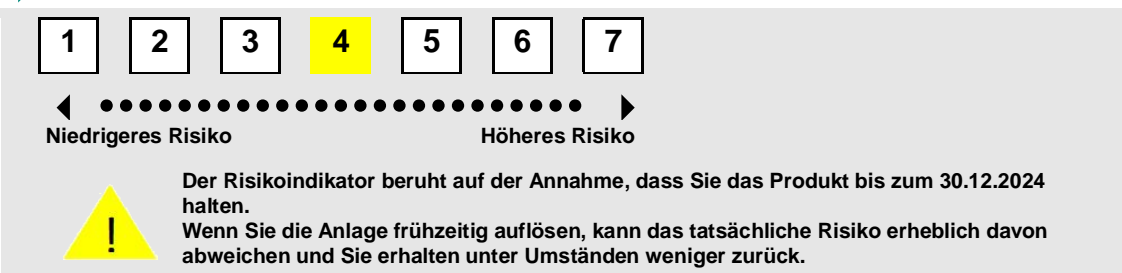 1 2 3 4 5 6 7
Niedrigeres Risiko Höheres Risiko
Der Risikoindikator beruht auf der Annahme, dass Sie das Produkt bis zum 30.12.2024
halten.
Wenn Sie die Anlage frühzeitig auflösen, kann das tatsächliche Risiko erheblich davon
abweichen und Sie erhalten unter Umständen weniger zurück.
!